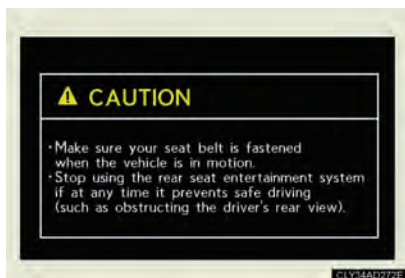 CAUTION
·Make sure your seat belt is fastened
when the vehicle is in motion.
·Stop using the rear seat entertainment system
if at any time it prevents safe driving
(such as obstructing the driver's rear view).
CLY34AD272E